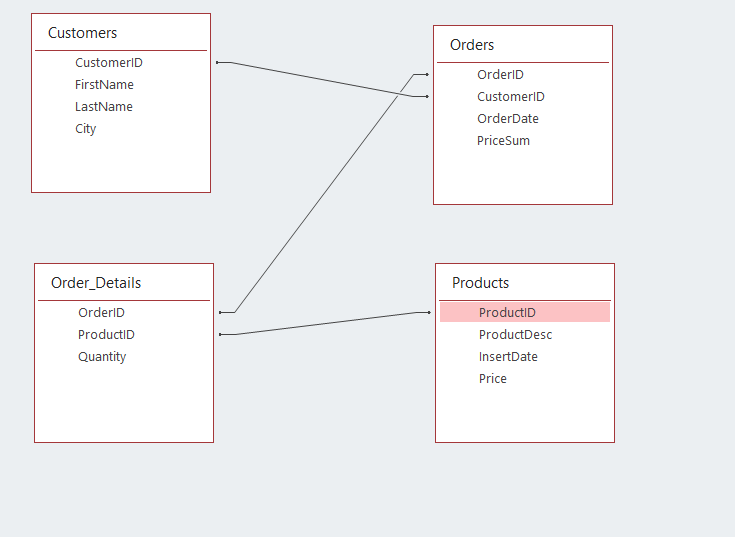 Customers
CustomerID
FirstName
LastName
City
Orders
OrderID
CustomerID
OrderDate
PriceSum
Order_Details
OrderID
ProductID
Quantity
Products
ProductID
ProductDesc
InsertDate
Price